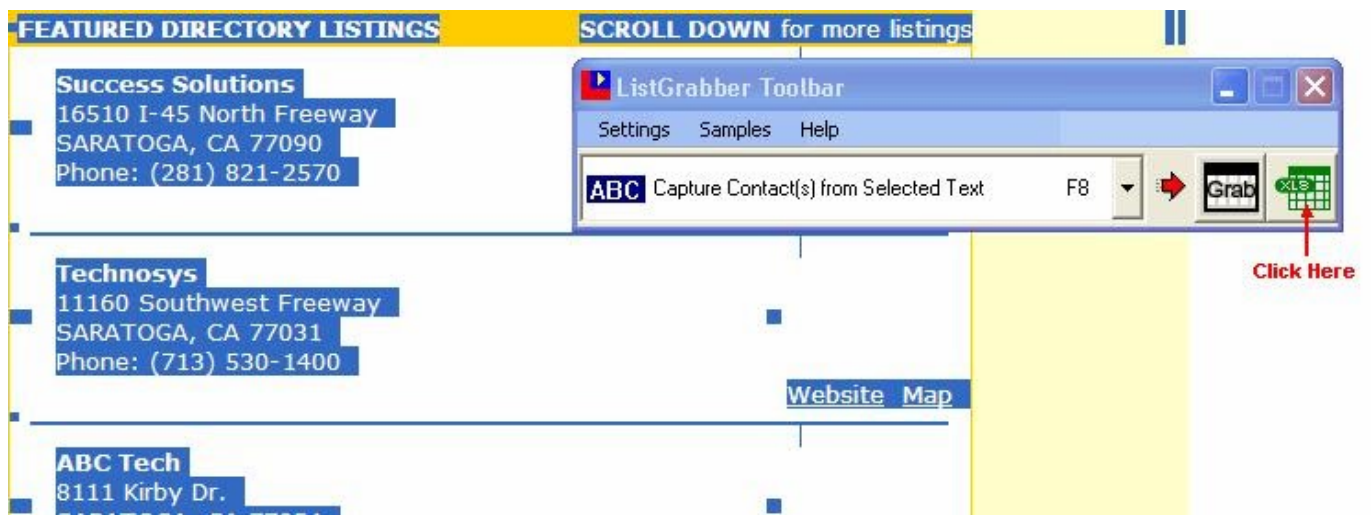 FEATURED DIRECTORY LISTINGS SCROLL DOWN for more listings
Success Solutions
16510 I-45 North Freeway
SARATOGA, CA 77090
Phone: (281) 821-2570
ListGrabber Toolbar
Settings Samples Help
ABC Capture Contact(s) from Selected Text F8 Grab XLS
Click Here
Technosys
11160 Southwest Freeway
SARATOGA, CA 77031
Phone: (713) 530-1400
Website Map
ABC Tech
8111 Kirby Dr.